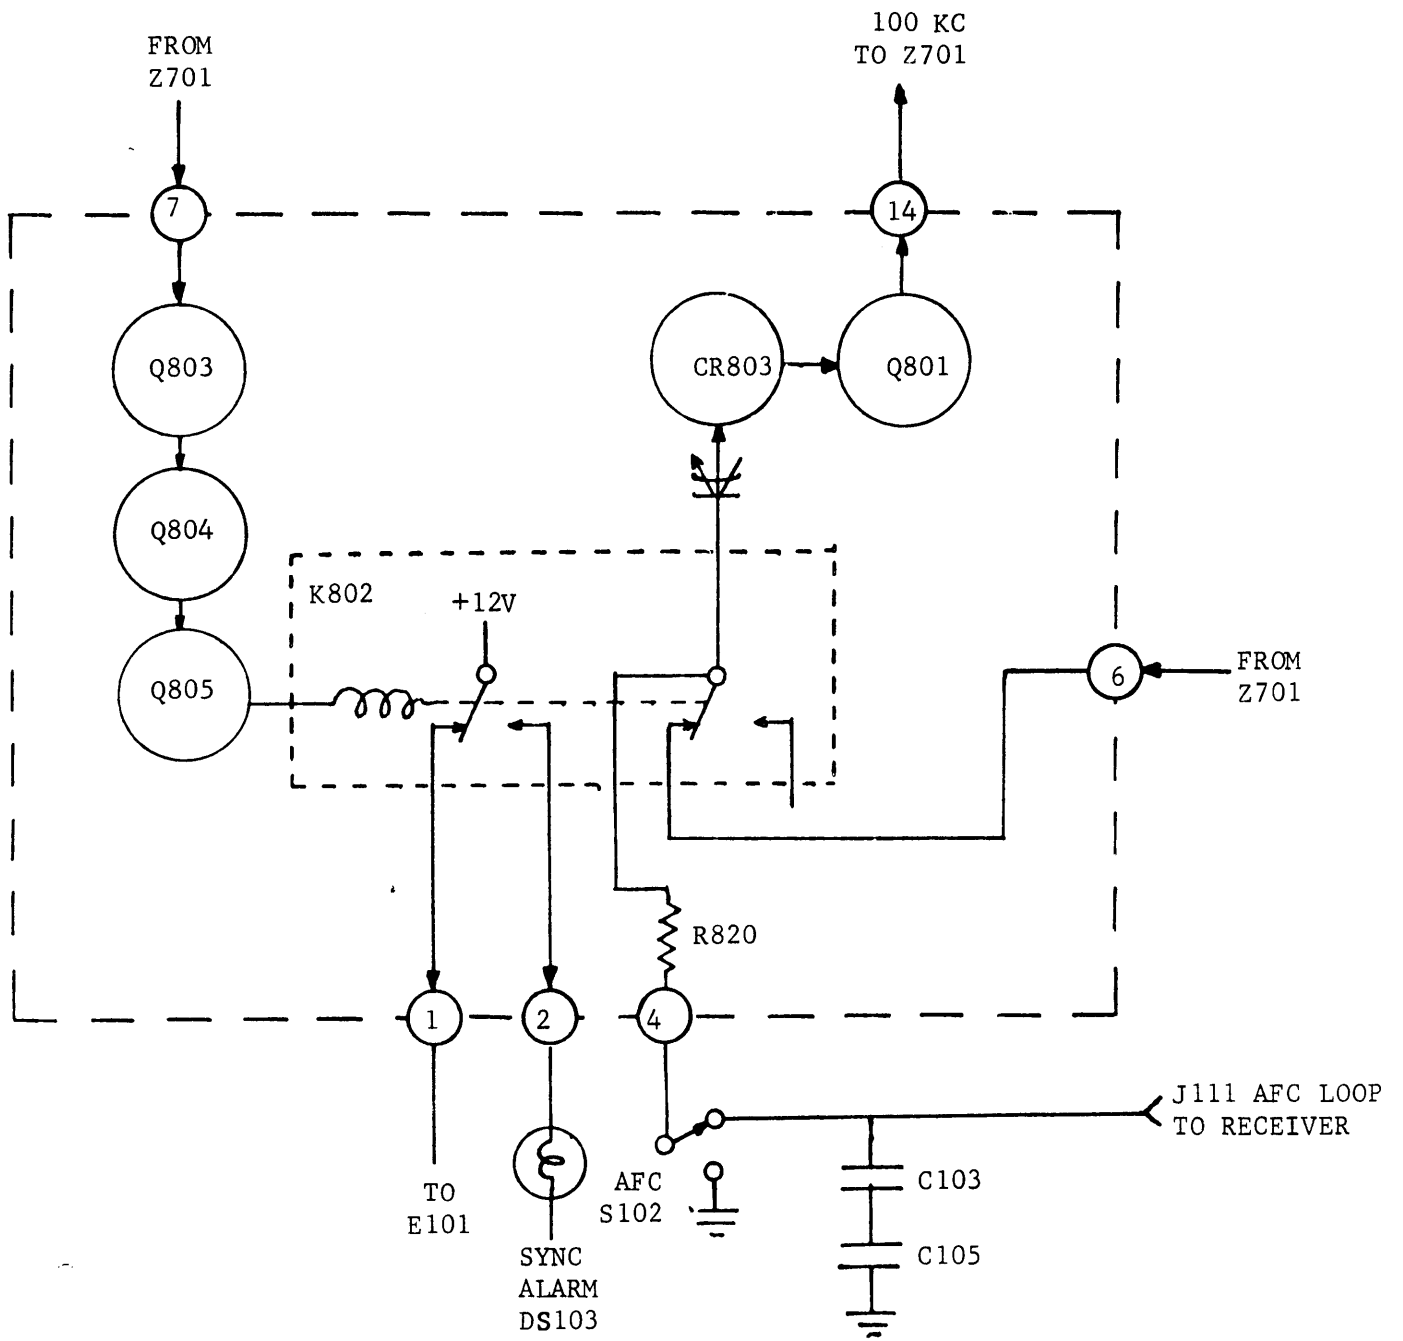 100 KC
TO Z701
FROM
Z701
7
14
Q803
CR803
Q801
Q804
K802
+12V
Q805
6
FROM
Z701
R820
1
2
4
J111 AFC LOOP
TO RECEIVER
AFC
S102
C103
TO
E101
C105
SYNC
ALARM
DS103